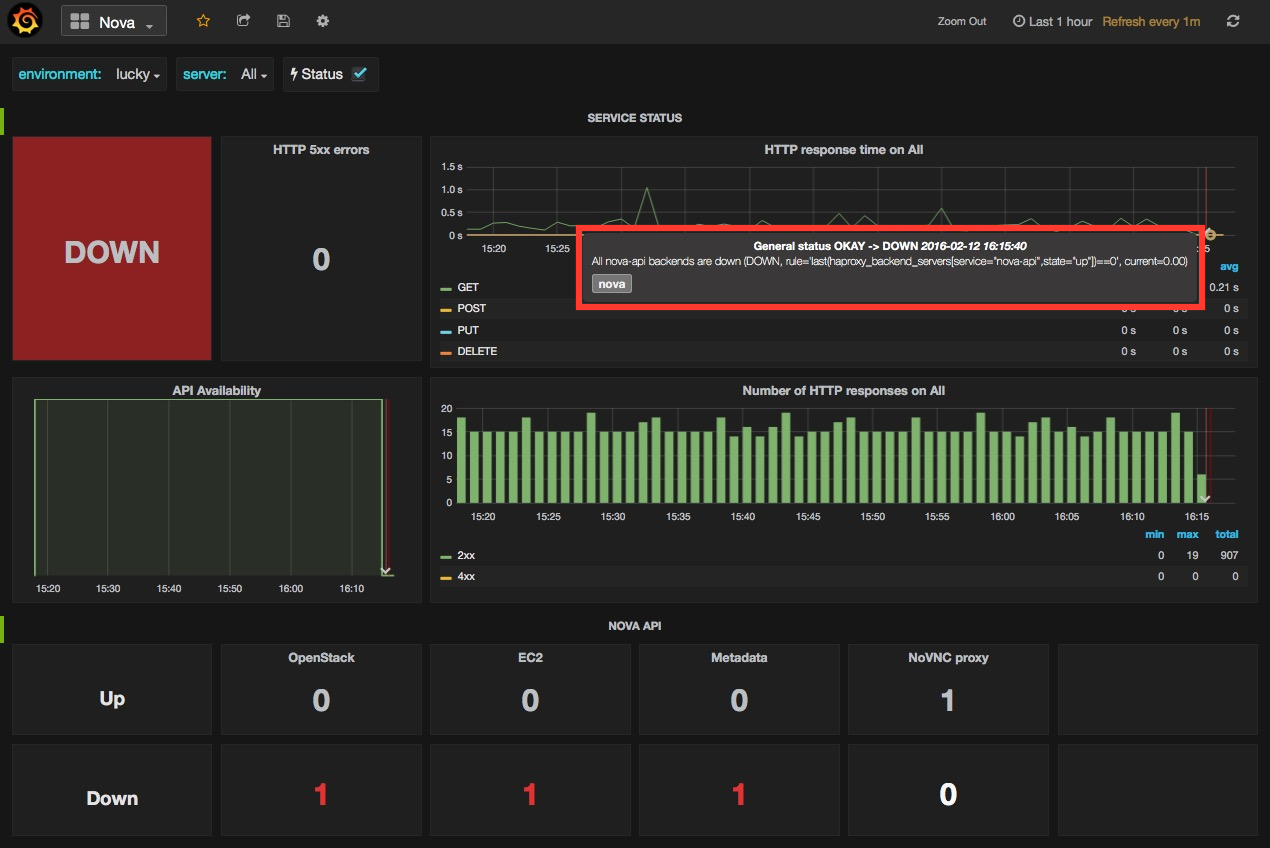 Nova
Zoom Out
Last 1 hour
Refresh every 1m
environment: lucky
server: All
Status
SERVICE STATUS
DOWN
HTTP 5xx errors
0
HTTP response time on All
1.5 s
1.0 s
0.5 s
0 s
15:20 15:25
General status OKAY -> DOWN 2016-02-12 16:15:40
All nova-api backends are down (DOWN, rule='last(haproxy_backend_servers[service="nova-api",state="up"])==0', current=0.00)
nova
avg
GET 0.21 s
POST 0 s 0 s 0 s
PUT 0 s 0 s 0 s
DELETE 0 s 0 s 0 s
API Availability
15:20 15:30 15:40 15:50 16:00 16:10
Number of HTTP responses on All
20
15
10
5
0
15:20 15:25 15:30 15:35 15:40 15:45 15:50 15:55 16:00 16:05 16:10 16:15
min max total
2xx 0 19 907
4xx 0 0 0
NOVA API
OpenStack EC2 Metadata NoVNC proxy
Up 0 0 0 1
Down 1 1 1 0